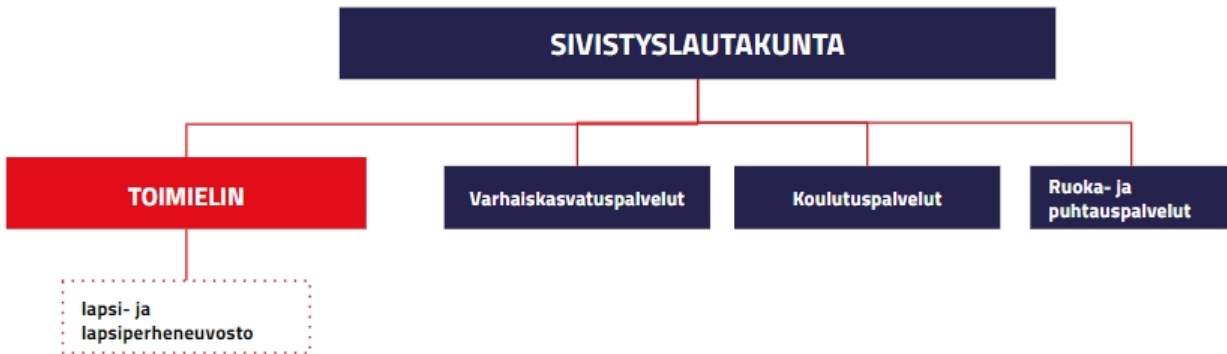 SIVISTYSLAUTAKUNTA
TOIMIELIN
Varhaiskasvatuspalvelut
Koulutuspalvelut
Ruoka- ja
puhtauspalvelut
lapsi- ja
lapsiperheneuvosto